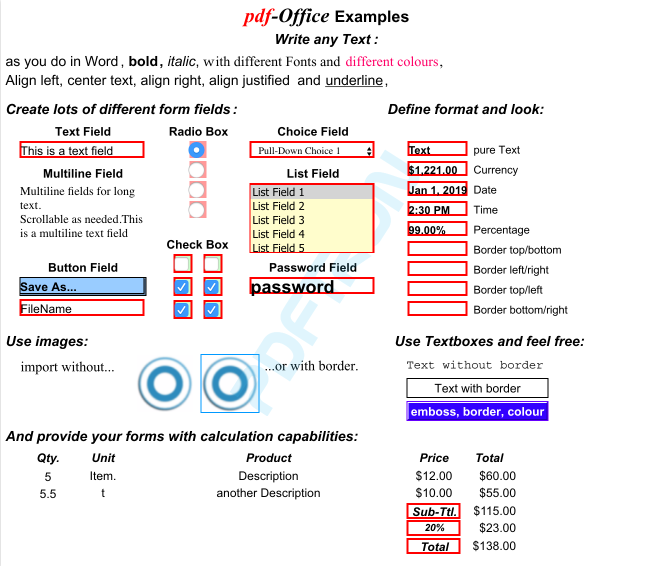 pdf-Office Examples
Write any Text :
as you do in Word, bold, italic, with different Fonts and different colours,
Align left, center text, align right, align justified and underline,
Create lots of different form fields :
Define format and look:
Text Field
Radio Box
Choice Field
This is a text field
Pull-Down Choice 1
Text pure Text
$1,221.00 Currency
Jan 1, 2019 Date
2:30 PM Time
99.00% Percentage
Border top/bottom
Border left/right
Border top/left
Border bottom/right
Multiline Field
List Field
Multiline fields for long
text.
Scrollable as needed.This
is a multiline text field
List Field 1
List Field 2
List Field 3
List Field 4
List Field 5
Check Box
Button Field
Password Field
Save As...
password
FileName
Use images:
Use Textboxes and feel free:
import without...
...or with border.
Text without border
Text with border
emboss, border, colour
And provide your forms with calculation capabilities:
Qty. Unit Product Price Total
5 Item. Description $12.00 $60.00
5.5 t another Description $10.00 $55.00
Sub-Ttl. $115.00
20% $23.00
Total $138.00
PDFTRON